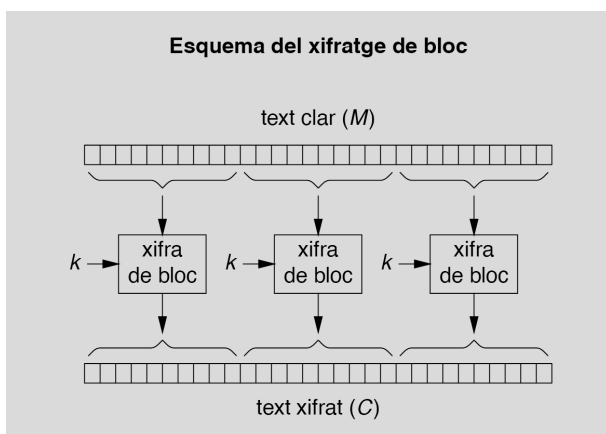 Esquema del xifratge de bloc
text clar (M)
k
xifra
de bloc
k
xifra
de bloc
k
xifra
de bloc
text xifrat (C)